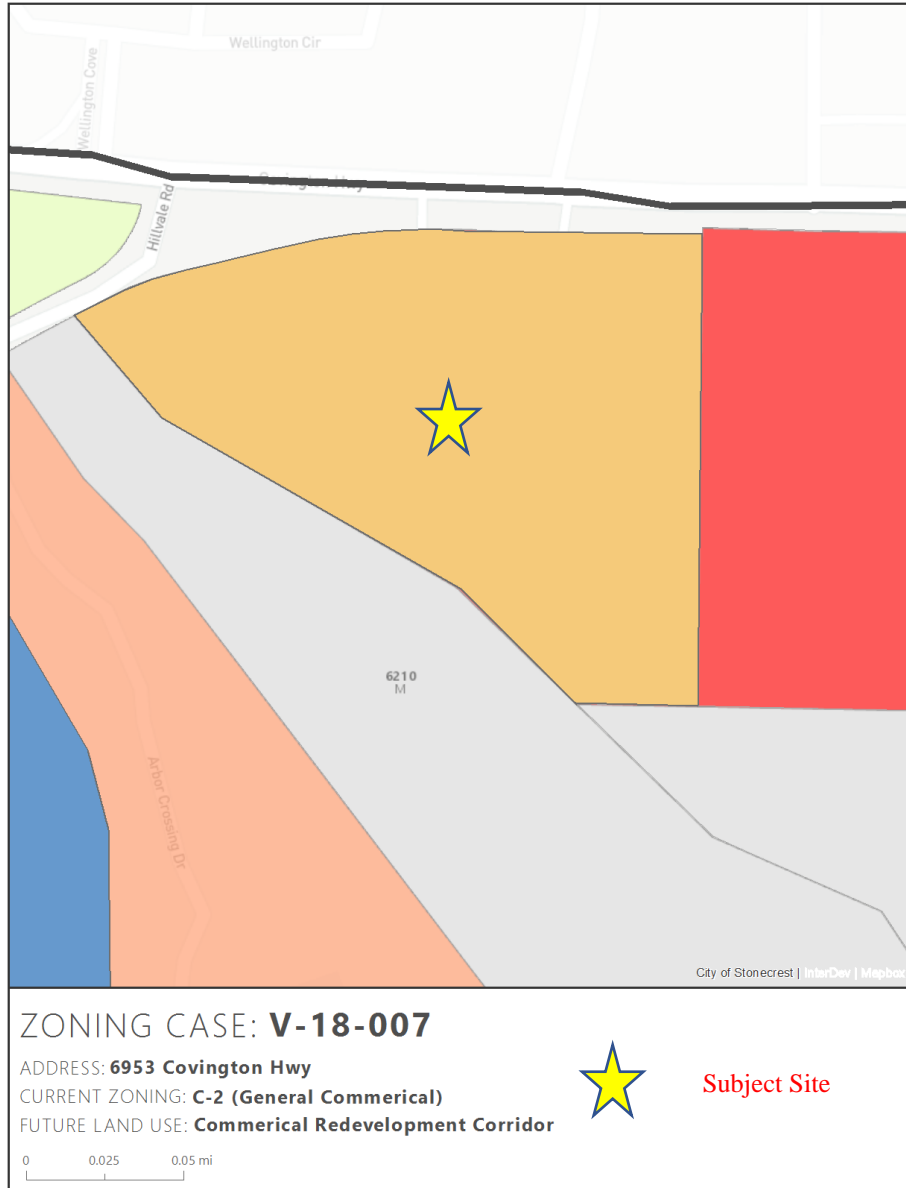 Wellington Cir
Wellington Cove
Hillvale Rd
6210
M
Arbor Crossing Dr
City of Stonecrest | InterDev | Mapbox
ZONING CASE: V-18-007
ADDRESS: 6953 Covington Hwy
CURRENT ZONING: C-2 (General Commerical)
FUTURE LAND USE: Commerical Redevelopment Corridor
Subject Site
0 0.025 0.05 mi